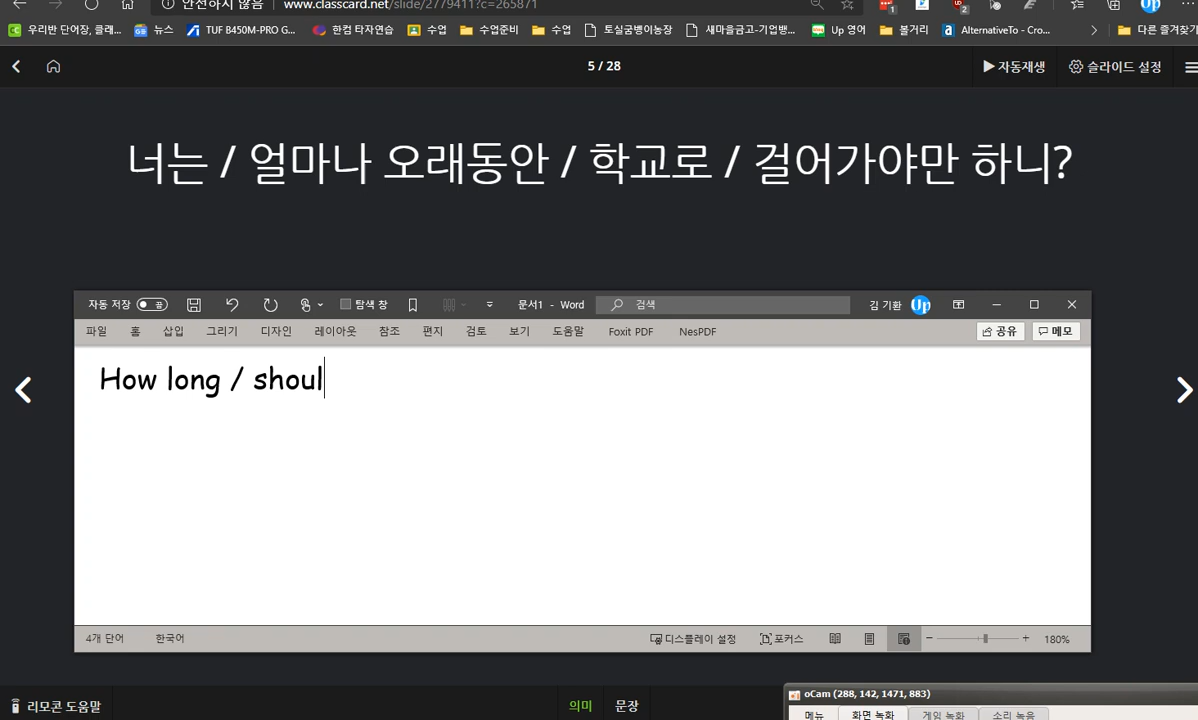 안전하지 않음 www.classcard.net/slide/2779411?c=265871
우리반 단어장, 클래... 뉴스 TUF B450M-PRO G... 한컴 타자연습 수업 수업준비 수업 토실금병이농장 새마을금고-기업뱅... Up 영어 볼거리 AlternativeTo - Cro... 다른 즐겨찾기
5 / 28 자동재생 슬라이드 설정
너는 / 얼마나 오래동안 / 학교로 / 걸어가야만 하니?
자동 저장 끔 탐색 창 문서1 - Word 검색 김 기환 Up
파일 홈 삽입 그리기 디자인 레이아웃 참조 편지 검토 보기 도움말 Foxit PDF NesPDF 공유 메모
How long / shoul
4개 단어 한국어 디스플레이 설정 포커스 180%
리모콘 도움말 의미 문장
oCam (288, 142, 1471, 883)
메뉴 화면 녹화 게임 녹화 소리 녹음